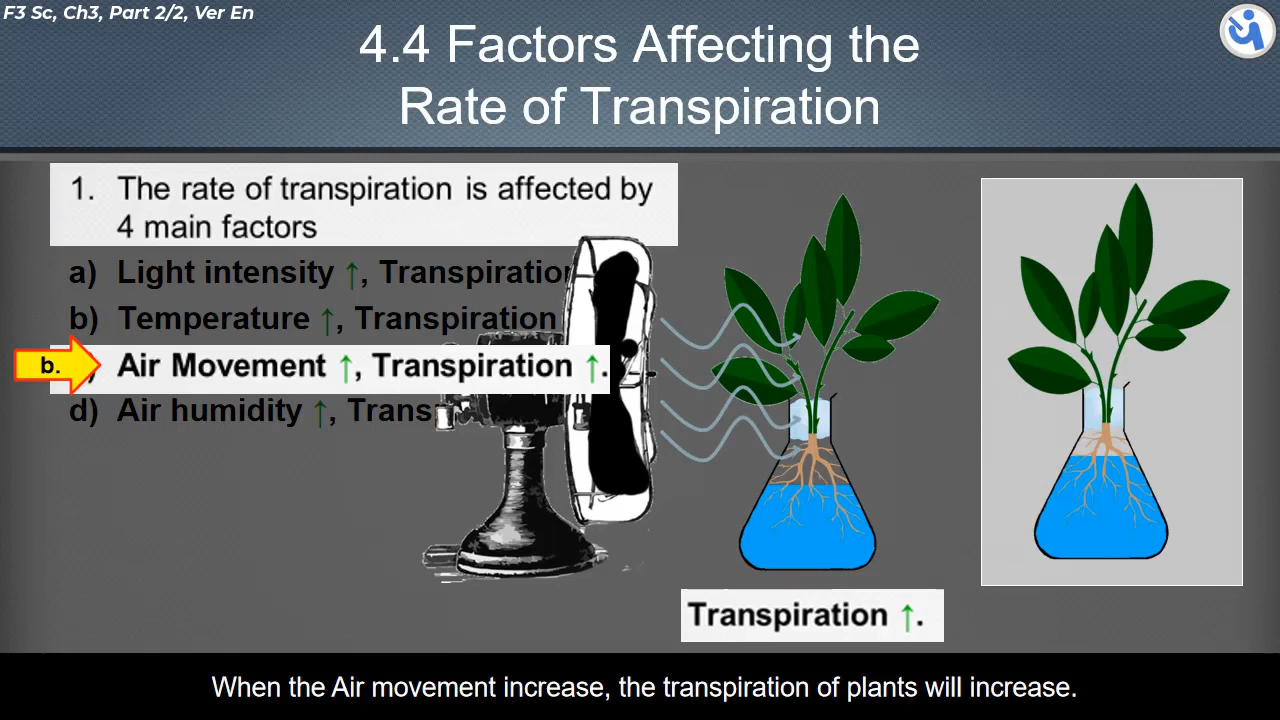 F3 Sc, Ch3, Part 2/2, Ver En
4.4 Factors Affecting the
Rate of Transpiration
1. The rate of transpiration is affected by
4 main factors
a) Light intensity ↑, Transpiration
b) Temperature ↑, Transpiration
b. ) Air Movement ↑, Transpiration ↑.
d) Air humidity ↑, Trans
Transpiration ↑.
When the Air movement increase, the transpiration of plants will increase.